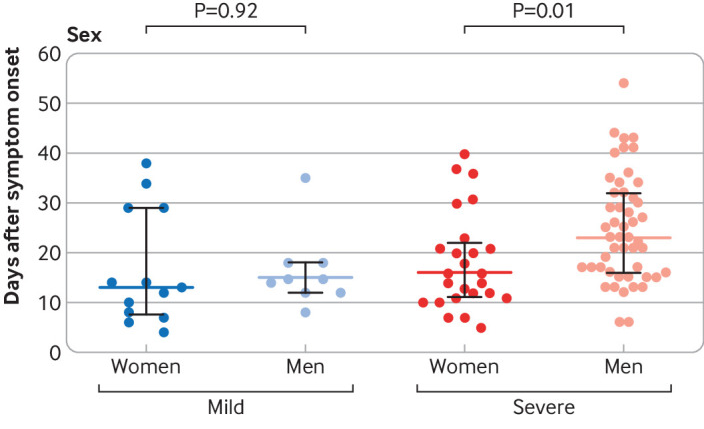 P=0.92 P=0.01
Sex
Days after symptom onset
60
50
40
30
20
10
0
Women Men Women Men
Mild Severe